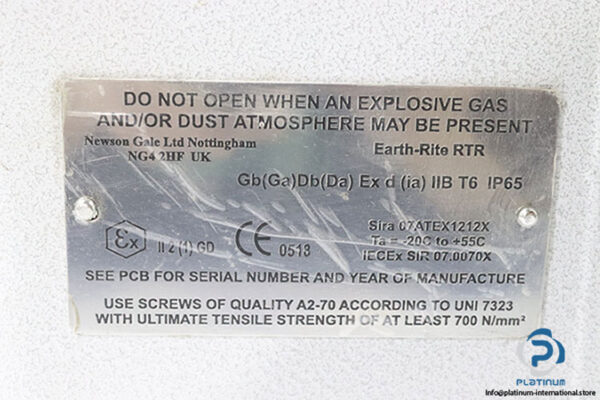 DO NOT OPEN WHEN AN EXPLOSIVE GAS
AND/OR DUST ATMOSPHERE MAY BE PRESENT
Newson Gale Ltd Nottingham
NG4 2HF UK
Earth-Rite RTR
Gb(Ga)Db(Da) Ex d (ia) IIB T6 IP65
Ex II 2 (1) GD CE 0518
Sira 07ATEX1212X
Ta = -20C to +55C
IECEx SIR 07.0070X
SEE PCB FOR SERIAL NUMBER AND YEAR OF MANUFACTURE
USE SCREWS OF QUALITY A2-70 ACCORDING TO UNI 7323
WITH ULTIMATE TENSILE STRENGTH OF AT LEAST 700 N/mm²
PLATINUM
info@platinum-international.store